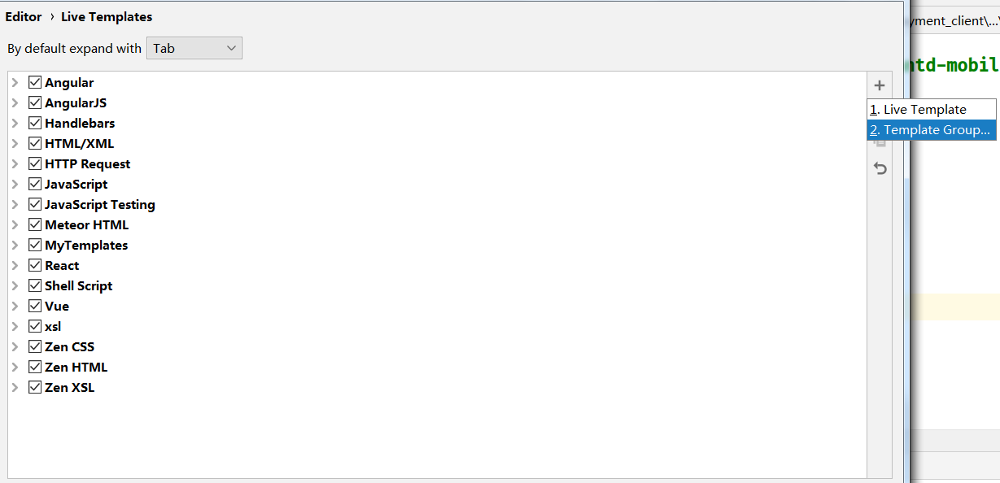 Editor › Live Templates
yment_client\...\
By default expand with Tab
ntd-mobil
Angular
AngularJS
Handlebars
HTML/XML
HTTP Request
JavaScript
JavaScript Testing
Meteor HTML
MyTemplates
React
Shell Script
Vue
xsl
Zen CSS
Zen HTML
Zen XSL
1. Live Template
2. Template Group...